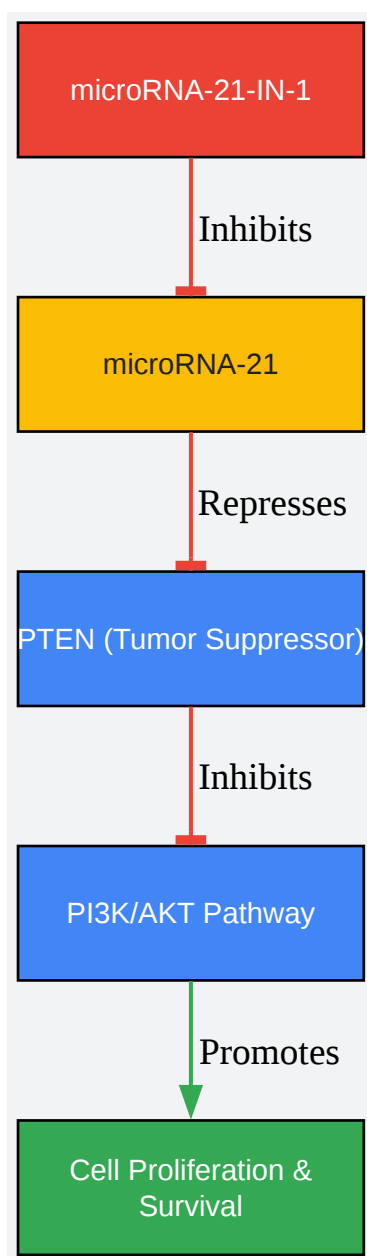 microRNA-21-IN-1
Inhibits
microRNA-21
Represses
PTEN (Tumor Suppressor)
Inhibits
PI3K/AKT Pathway
Promotes
Cell Proliferation &
Survival